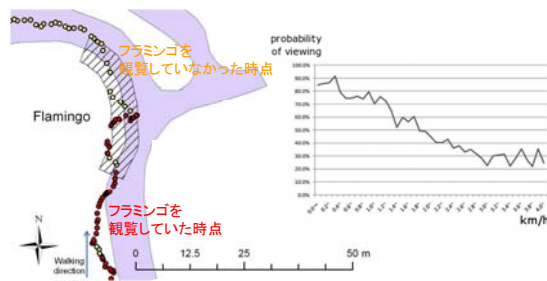 フラミンゴを
観覧していなかった時点
Flamingo
フラミンゴを
観覧していた時点
N
Walking
direction
0 12.5 25 50 m
probability
of viewing
100.0%
90.0%
80.0%
70.0%
60.0%
50.0%
40.0%
30.0%
20.0%
10.0%
0.0%
km/h